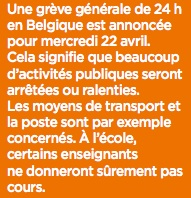 Une grève générale de 24 h
en Belgique est annoncée
pour mercredi 22 avril.
Cela signifie que beaucoup
d'activités publiques seront
arrêtées ou ralenties.
Les moyens de transport et
la poste sont par exemple
concernés. À l'école,
certains enseignants
ne donneront sûrement pas
cours.